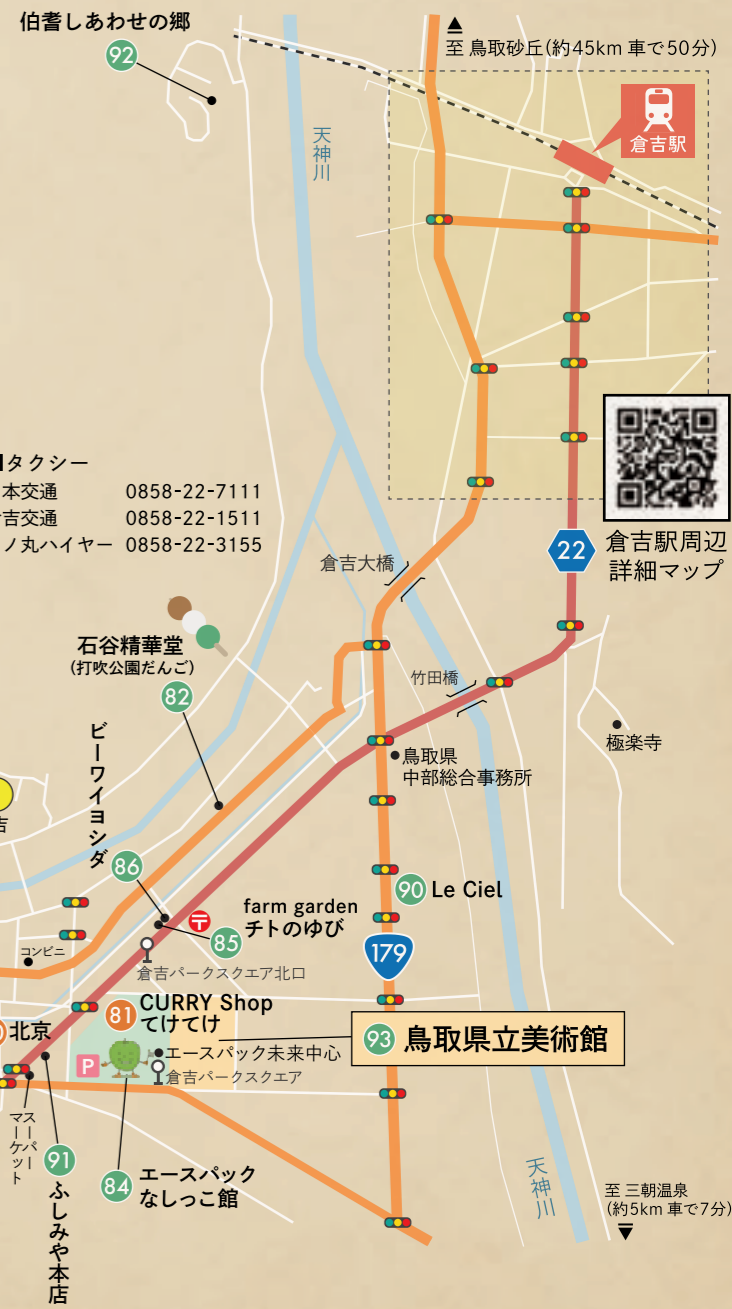 伯耆しあわせの郷
92
至 鳥取砂丘(約45km 車で50分)
倉吉駅
天神川
タクシー
本交通 0858-22-7111
吉交通 0858-22-1511
ノ丸ハイヤー 0858-22-3155
22
倉吉駅周辺
詳細マップ
倉吉大橋
石谷精華堂
(打吹公園だんご)
82
竹田橋
極楽寺
鳥取県
中部総合事務所
吉
ビーワイヨシダ
86
90 Le Ciel
farm garden
チトのゆび
〒
85
179
コンビニ
倉吉パークスクエア北口
81
CURRY Shop
てけてけ
北京
93 鳥取県立美術館
エースパック未来中心
P
倉吉パークスクエア
スーパー
マーケット
91
ふしみや本店
84
エースパック
なしっこ館
天神川
至 三朝温泉
(約5km 車で7分)